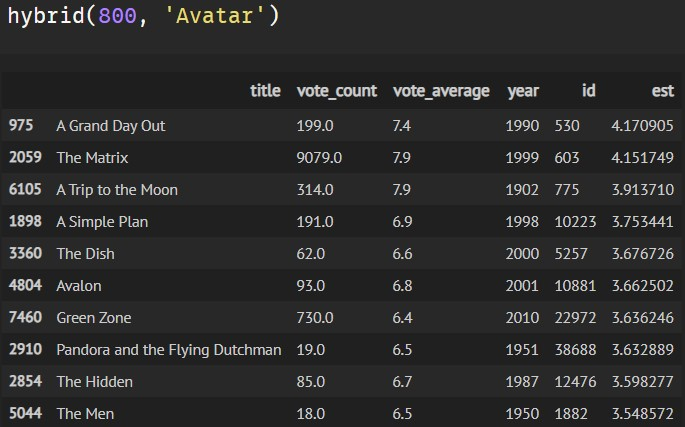 hybrid(800, 'Avatar')
title vote_count vote_average year id est
975 A Grand Day Out 199.0 7.4 1990 530 4.170905
2059 The Matrix 9079.0 7.9 1999 603 4.151749
6105 A Trip to the Moon 314.0 7.9 1902 775 3.913710
1898 A Simple Plan 191.0 6.9 1998 10223 3.753441
3360 The Dish 62.0 6.6 2000 5257 3.676726
4804 Avalon 93.0 6.8 2001 10881 3.662502
7460 Green Zone 730.0 6.4 2010 22972 3.636246
2910 Pandora and the Flying Dutchman 19.0 6.5 1951 38688 3.632889
2854 The Hidden 85.0 6.7 1987 12476 3.598277
5044 The Men 18.0 6.5 1950 1882 3.548572